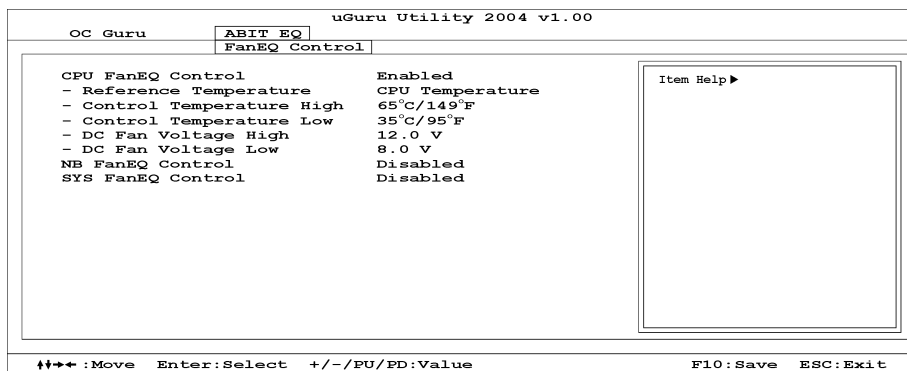 uGuru Utility 2004 v1.00
OC Guru ABIT EQ
FanEQ Control
CPU FanEQ Control Enabled
- Reference Temperature CPU Temperature
- Control Temperature High 65°C/149°F
- Control Temperature Low 35°C/95°F
- DC Fan Voltage High 12.0 V
- DC Fan Voltage Low 8.0 V
NB FanEQ Control Disabled
SYS FanEQ Control Disabled
Item Help►
↑↓→←:Move Enter:Select +/-/PU/PD:Value F10:Save ESC:Exit